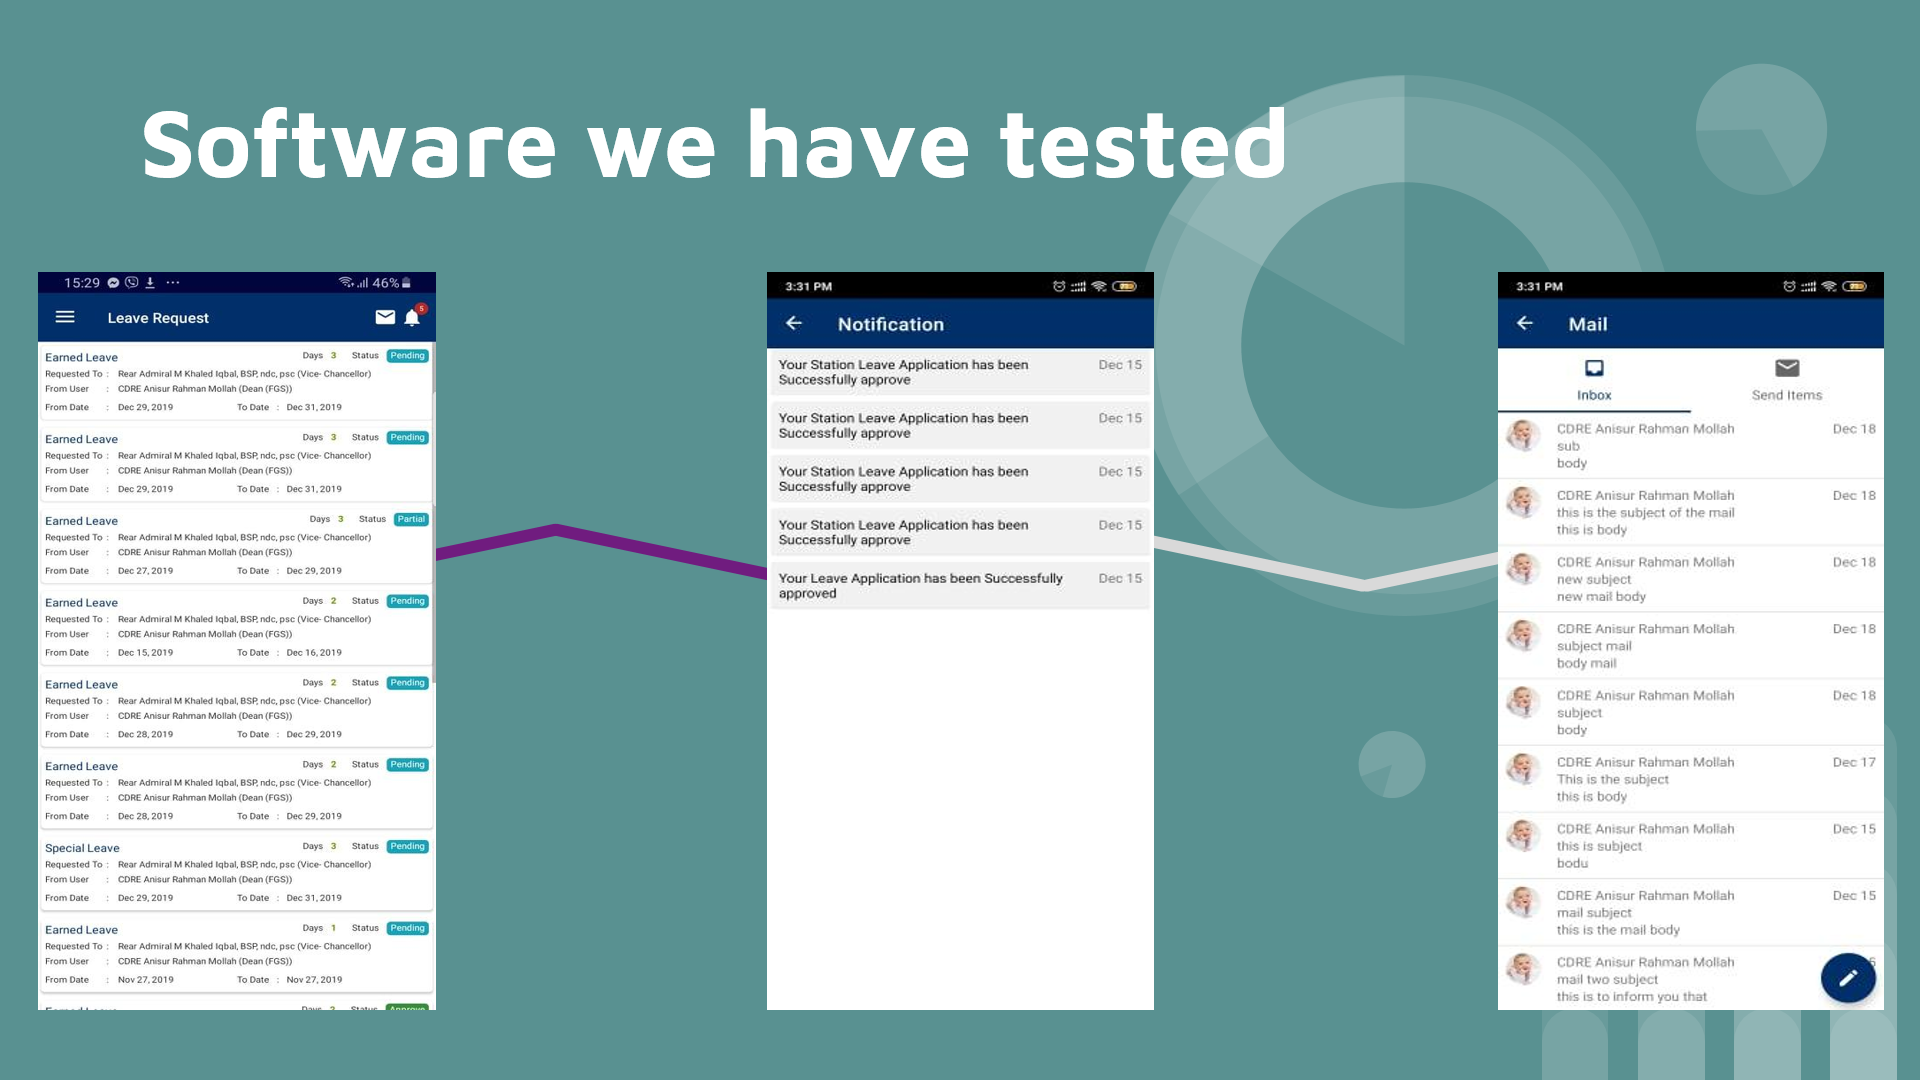 Software we have tested
15:29 46%
Leave Request 5
Earned Leave Days 3 Status Pending
Requested To : Rear Admiral M Khaled Iqbal, BSP, ndc, psc (Vice- Chancellor)
From User : CDRE Anisur Rahman Mollah (Dean (FGS))
From Date : Dec 29, 2019 To Date : Dec 31, 2019
Earned Leave Days 3 Status Pending
Requested To : Rear Admiral M Khaled Iqbal, BSP, ndc, psc (Vice- Chancellor)
From User : CDRE Anisur Rahman Mollah (Dean (FGS))
From Date : Dec 29, 2019 To Date : Dec 31, 2019
Earned Leave Days 3 Status Partial
Requested To : Rear Admiral M Khaled Iqbal, BSP, ndc, psc (Vice- Chancellor)
From User : CDRE Anisur Rahman Mollah (Dean (FGS))
From Date : Dec 27, 2019 To Date : Dec 29, 2019
Earned Leave Days 2 Status Pending
Requested To : Rear Admiral M Khaled Iqbal, BSP, ndc, psc (Vice- Chancellor)
From User : CDRE Anisur Rahman Mollah (Dean (FGS))
From Date : Dec 15, 2019 To Date : Dec 16, 2019
Earned Leave Days 2 Status Pending
Requested To : Rear Admiral M Khaled Iqbal, BSP, ndc, psc (Vice- Chancellor)
From User : CDRE Anisur Rahman Mollah (Dean (FGS))
From Date : Dec 28, 2019 To Date : Dec 29, 2019
Earned Leave Days 2 Status Pending
Requested To : Rear Admiral M Khaled Iqbal, BSP, ndc, psc (Vice- Chancellor)
From User : CDRE Anisur Rahman Mollah (Dean (FGS))
From Date : Dec 28, 2019 To Date : Dec 29, 2019
Special Leave Days 3 Status Pending
Requested To : Rear Admiral M Khaled Iqbal, BSP, ndc, psc (Vice- Chancellor)
From User : CDRE Anisur Rahman Mollah (Dean (FGS))
From Date : Dec 29, 2019 To Date : Dec 31, 2019
Earned Leave Days 1 Status Pending
Requested To : Rear Admiral M Khaled Iqbal, BSP, ndc, psc (Vice- Chancellor)
From User : CDRE Anisur Rahman Mollah (Dean (FGS))
From Date : Nov 27, 2019 To Date : Nov 27, 2019
Earned Leave Days Status
3:31 PM
Notification
Your Station Leave Application has been Dec 15
Successfully approve
Your Station Leave Application has been Dec 15
Successfully approve
Your Station Leave Application has been Dec 15
Successfully approve
Your Station Leave Application has been Dec 15
Successfully approve
Your Leave Application has been Successfully Dec 15
approved
3:31 PM
Mail
Inbox Send Items
CDRE Anisur Rahman Mollah Dec 18
sub
body
CDRE Anisur Rahman Mollah Dec 18
this is the subject of the mail
this is body
CDRE Anisur Rahman Mollah Dec 18
new subject
new mail body
CDRE Anisur Rahman Mollah Dec 18
subject mail
body mail
CDRE Anisur Rahman Mollah Dec 18
subject
body
CDRE Anisur Rahman Mollah Dec 17
This is the subject
this is body
CDRE Anisur Rahman Mollah Dec 15
this is subject
bodu
CDRE Anisur Rahman Mollah Dec 15
mail subject
this is the mail body
CDRE Anisur Rahman Mollah
mail two subject
this is to inform you that